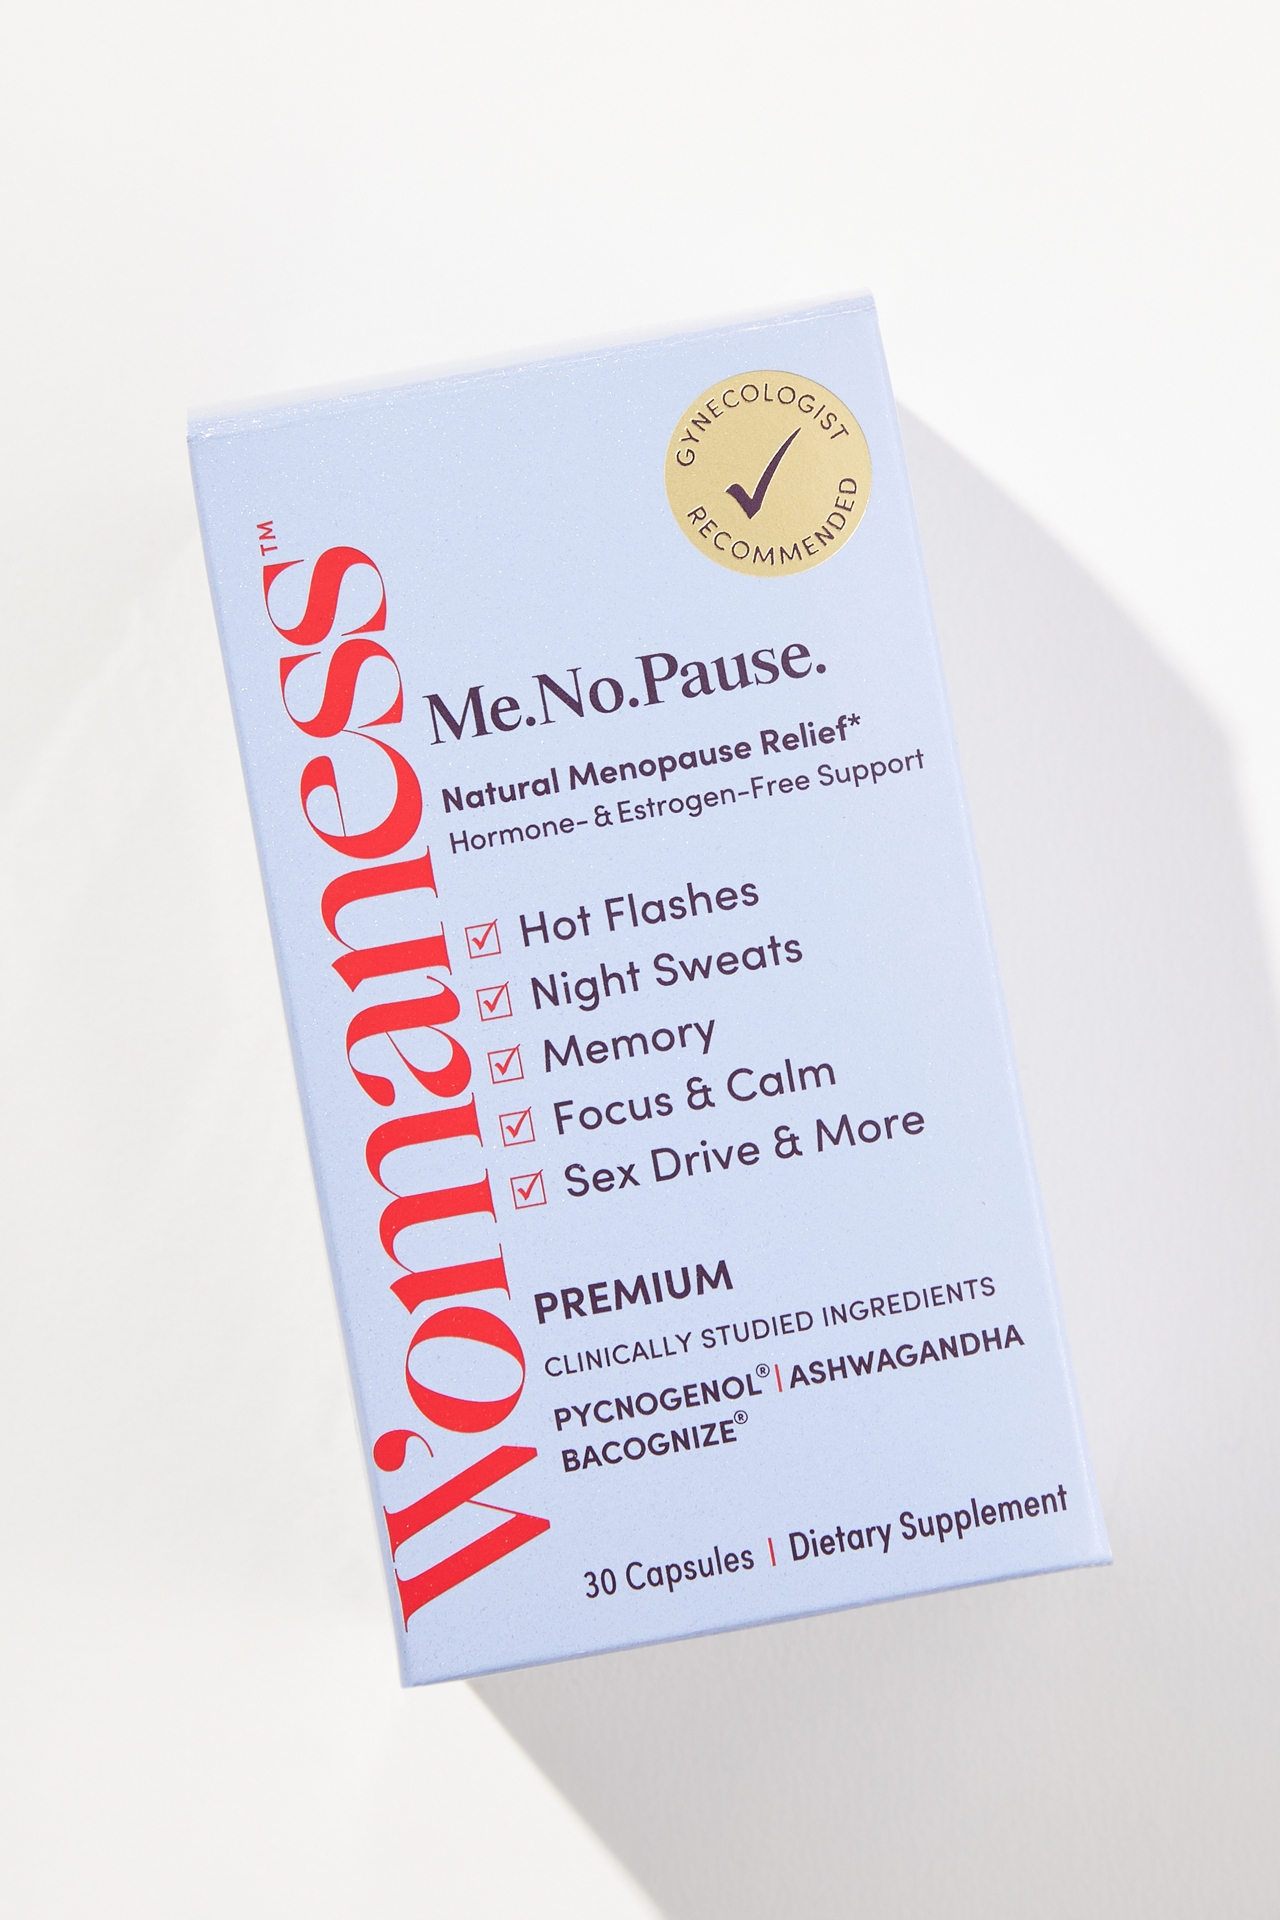 GYNECOLOGIST
RECOMMENDED
W'omaness™
Me.No.Pause.
Natural Menopause Relief*
Hormone- & Estrogen-Free Support
☑ Hot Flashes
☑ Night Sweats
☑ Memory
☑ Focus & Calm
☑ Sex Drive & More
PREMIUM
CLINICALLY STUDIED INGREDIENTS
PYCNOGENOL® | ASHWAGANDHA
BACOGNIZE®
30 Capsules | Dietary Supplement